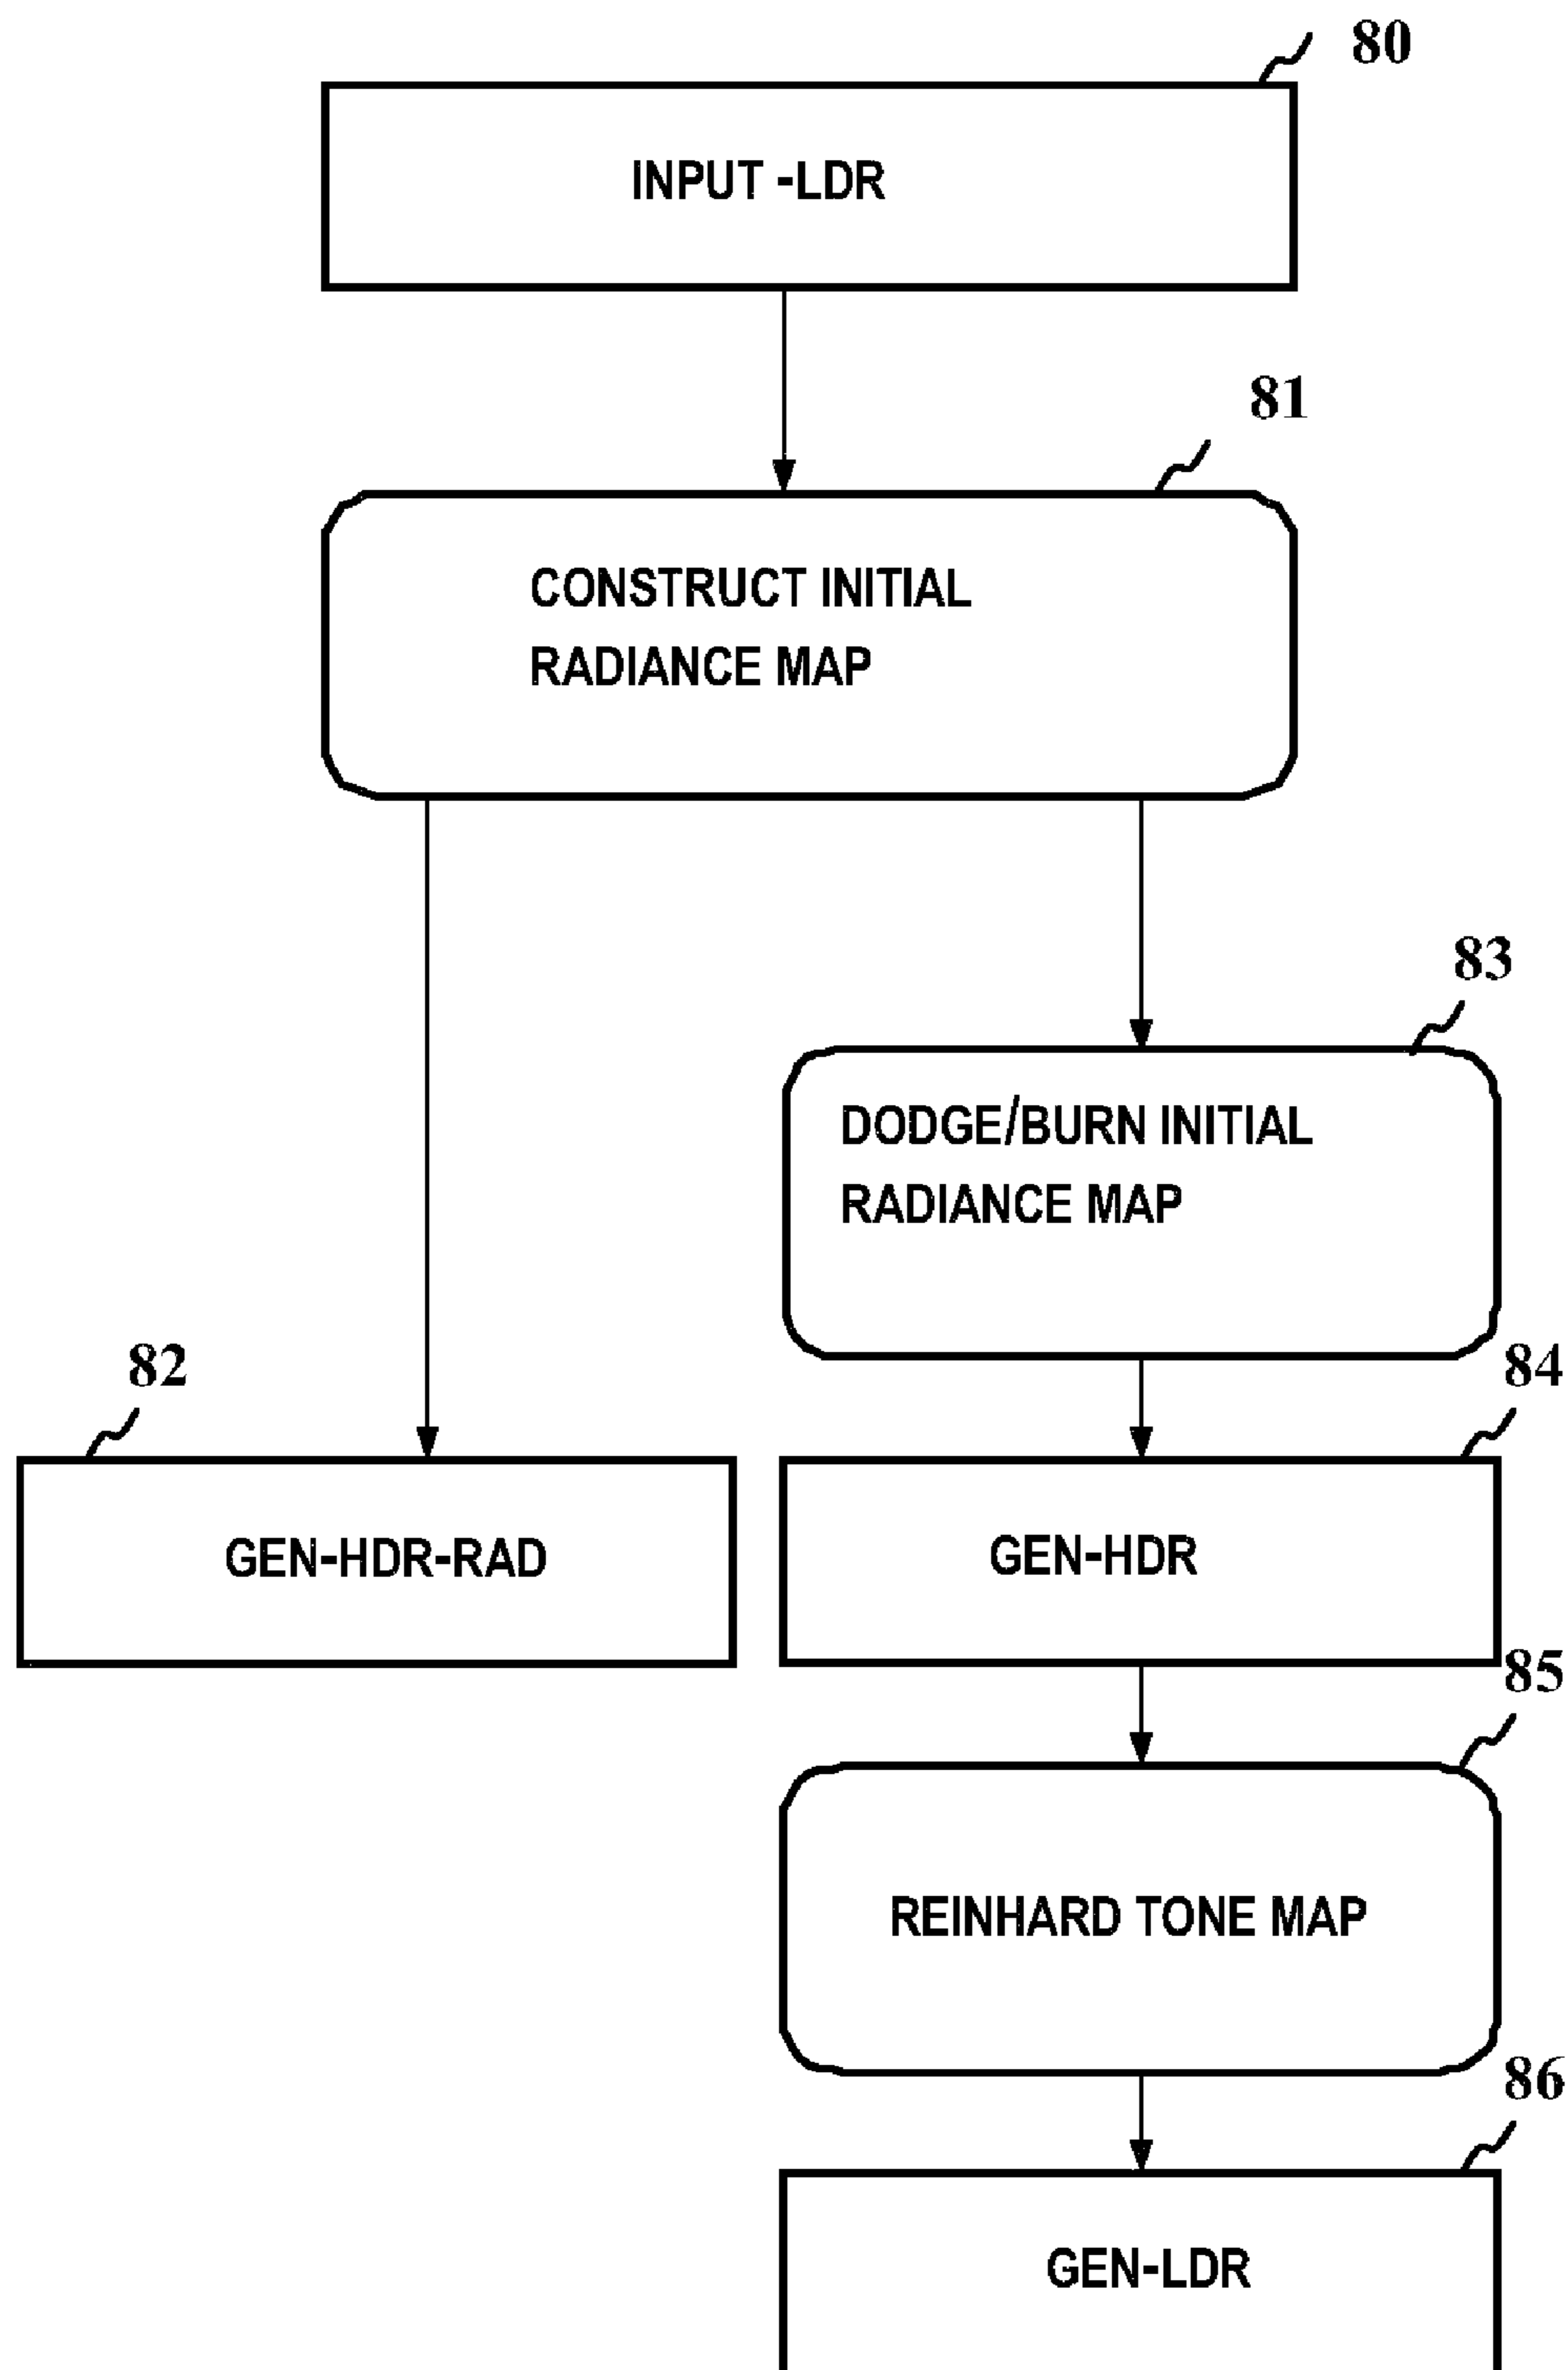 80
INPUT -LDR
81
CONSTRUCT INITIAL
RADIANCE MAP
83
DODGE/BURN INITIAL
RADIANCE MAP
82
84
GEN-HDR-RAD
GEN-HDR
85
REINHARD TONE MAP
86
GEN-LDR